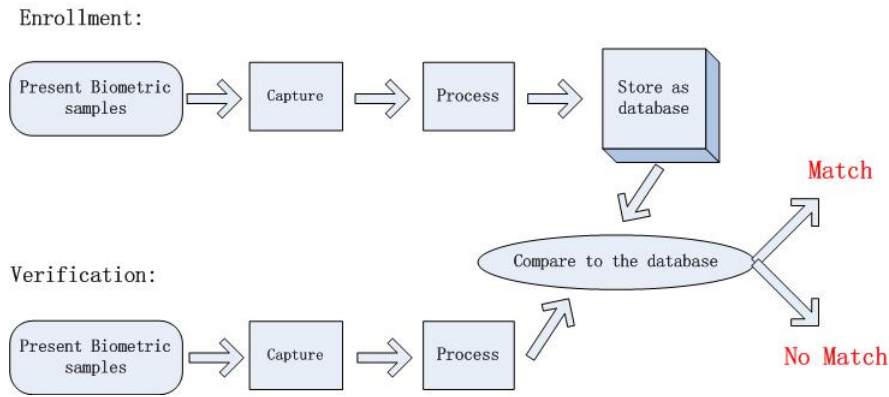 Enrollment:
Present Biometric
samples
Capture
Process
Store as
database
Match
Compare to the database
Verification:
Present Biometric
samples
Capture
Process
No Match